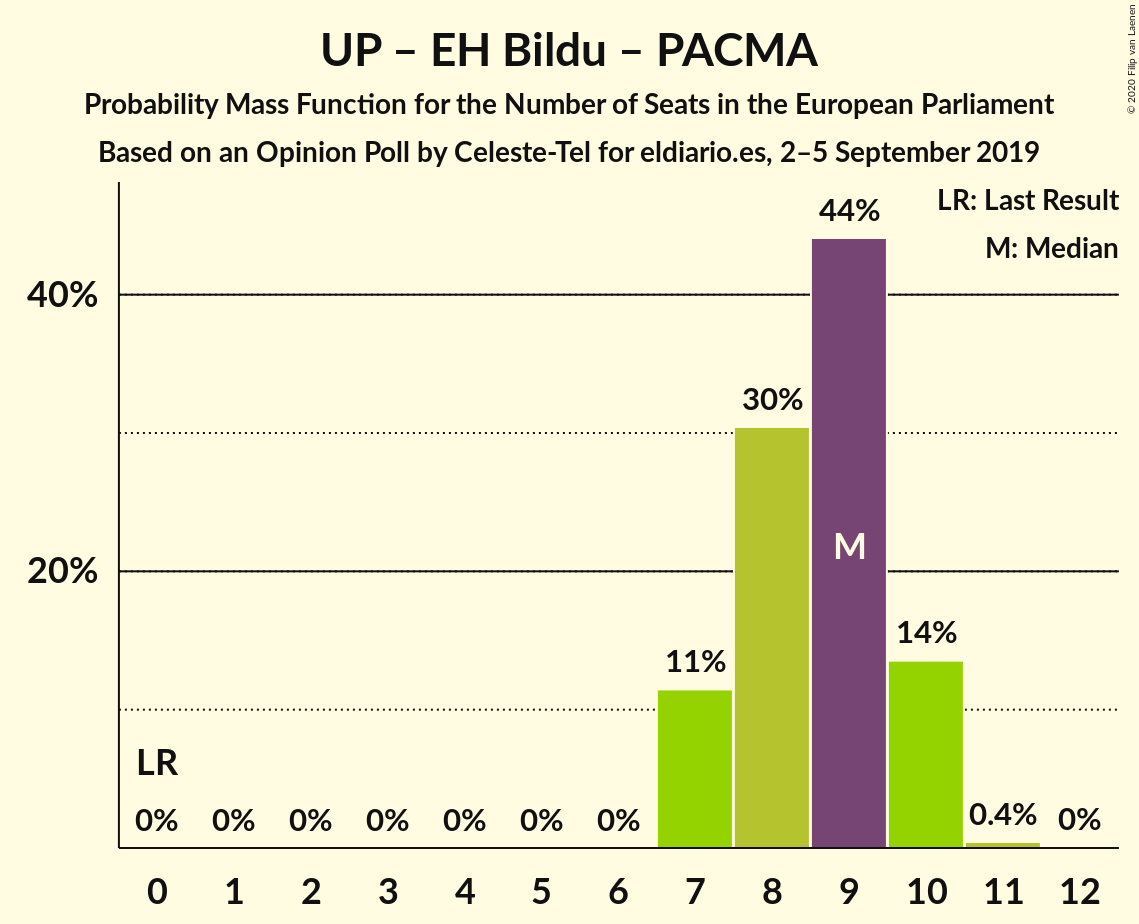 UP – EH Bildu – PACMA
Probability Mass Function for the Number of Seats in the European Parliament
Based on an Opinion Poll by Celeste-Tel for eldiario.es, 2–5 September 2019
© 2020 Filip van Laenen
LR: Last Result
M: Median
44%
40%
30%
M
20%
14%
11%
LR
0% 0% 0% 0% 0% 0% 0% 0.4% 0%
0 1 2 3 4 5 6 7 8 9 10 11 12